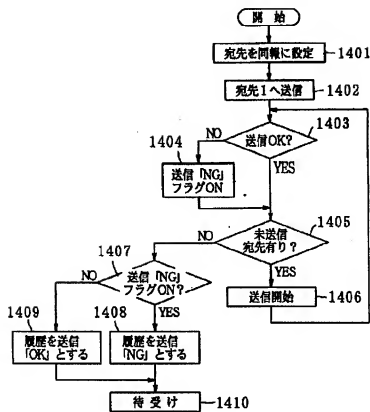 開始
宛先を同報に設定
1401
宛先1へ送信
1402
送信OK?
1403
NO
YES
1404
送信「NG」
フラグON
未送信
宛先有り?
1405
NO
YES
送信開始
1406
1407
送信「NG」
フラグON?
NO
YES
1409
1408
履歴を送信
「OK」とする
履歴を送信
「NG」とする
待受け
1410